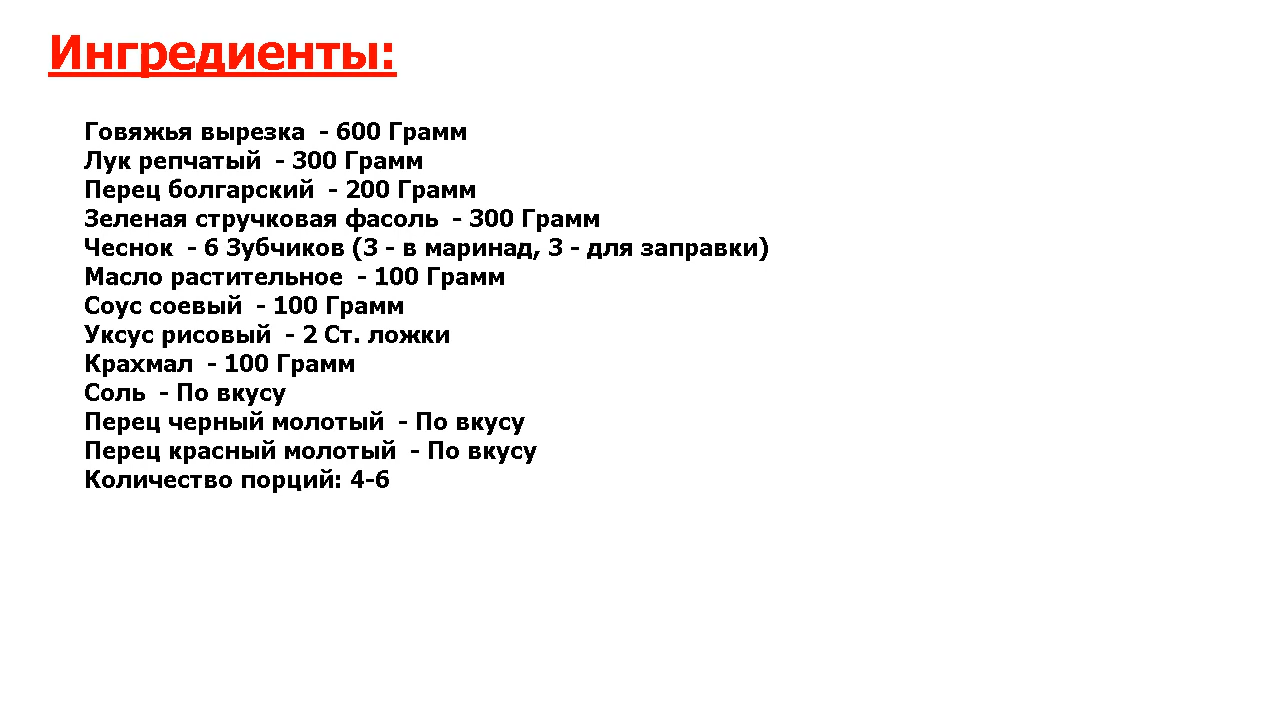 Ингредиенты:
Говяжья вырезка  - 600 Грамм
Лук репчатый  - 300 Грамм
Перец болгарский  - 200 Грамм
Зеленая стручковая фасоль  - 300 Грамм
Чеснок  - 6 Зубчиков (3 - в маринад, 3 - для заправки)
Масло растительное  - 100 Грамм
Соус соевый  - 100 Грамм
Уксус рисовый  - 2 Ст. ложки
Крахмал  - 100 Грамм
Соль  - По вкусу
Перец черный молотый  - По вкусу
Перец красный молотый  - По вкусу
Количество порций: 4-6